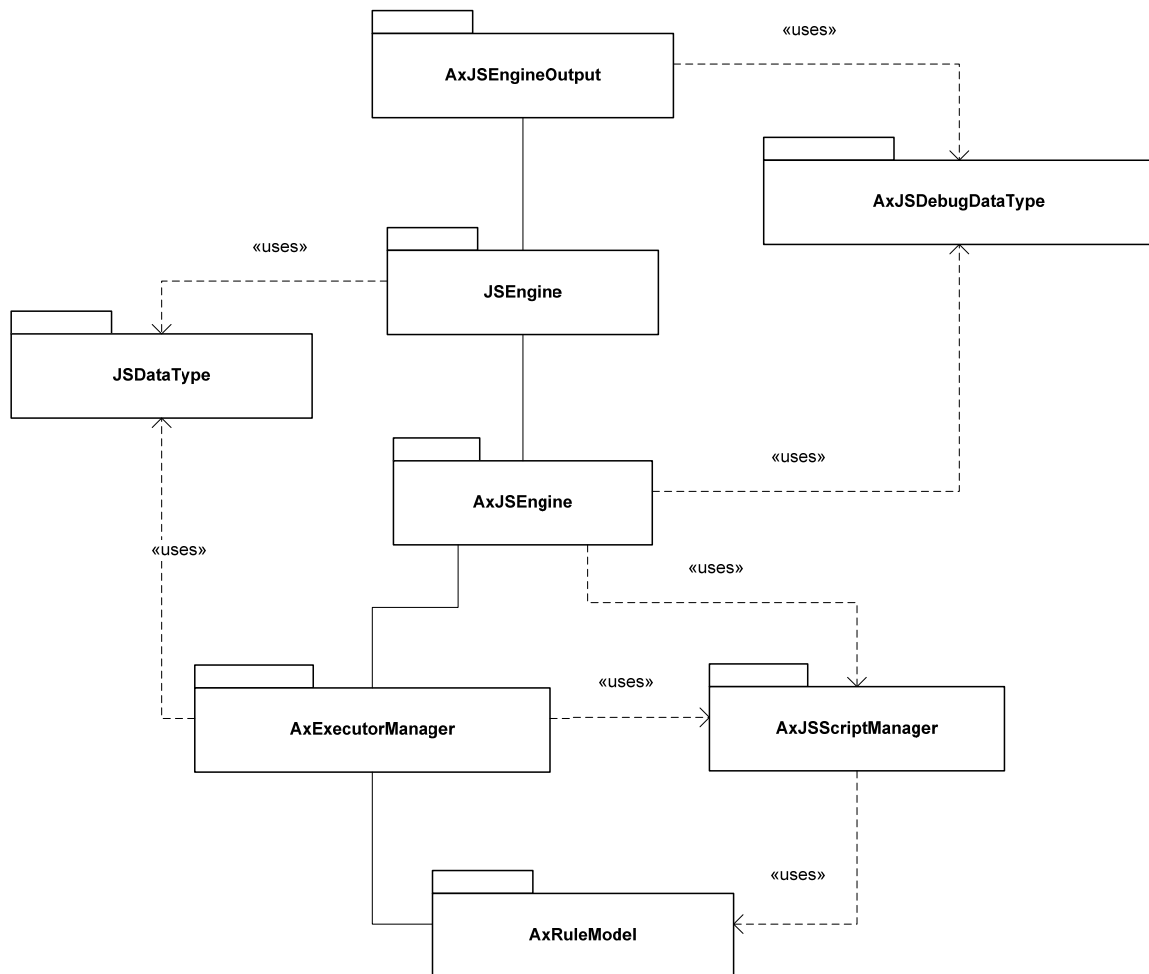 «uses»
AxJSEngineOutput
AxJSDebugDataType
«uses»
JSEngine
JSDataType
«uses»
AxJSEngine
«uses»
«uses»
«uses»
AxExecutorManager
AxJSScriptManager
«uses»
AxRuleModel